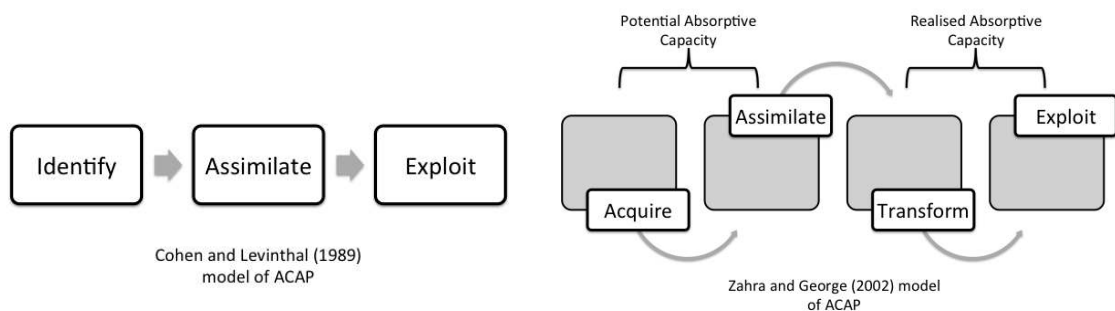 Identify
Assimilate
Exploit
Cohen and Levinthal (1989)
model of ACAP
Potential Absorptive
Capacity
Realised Absorptive
Capacity
Assimilate
Exploit
Acquire
Transform
Zahra and George (2002) model
of ACAP